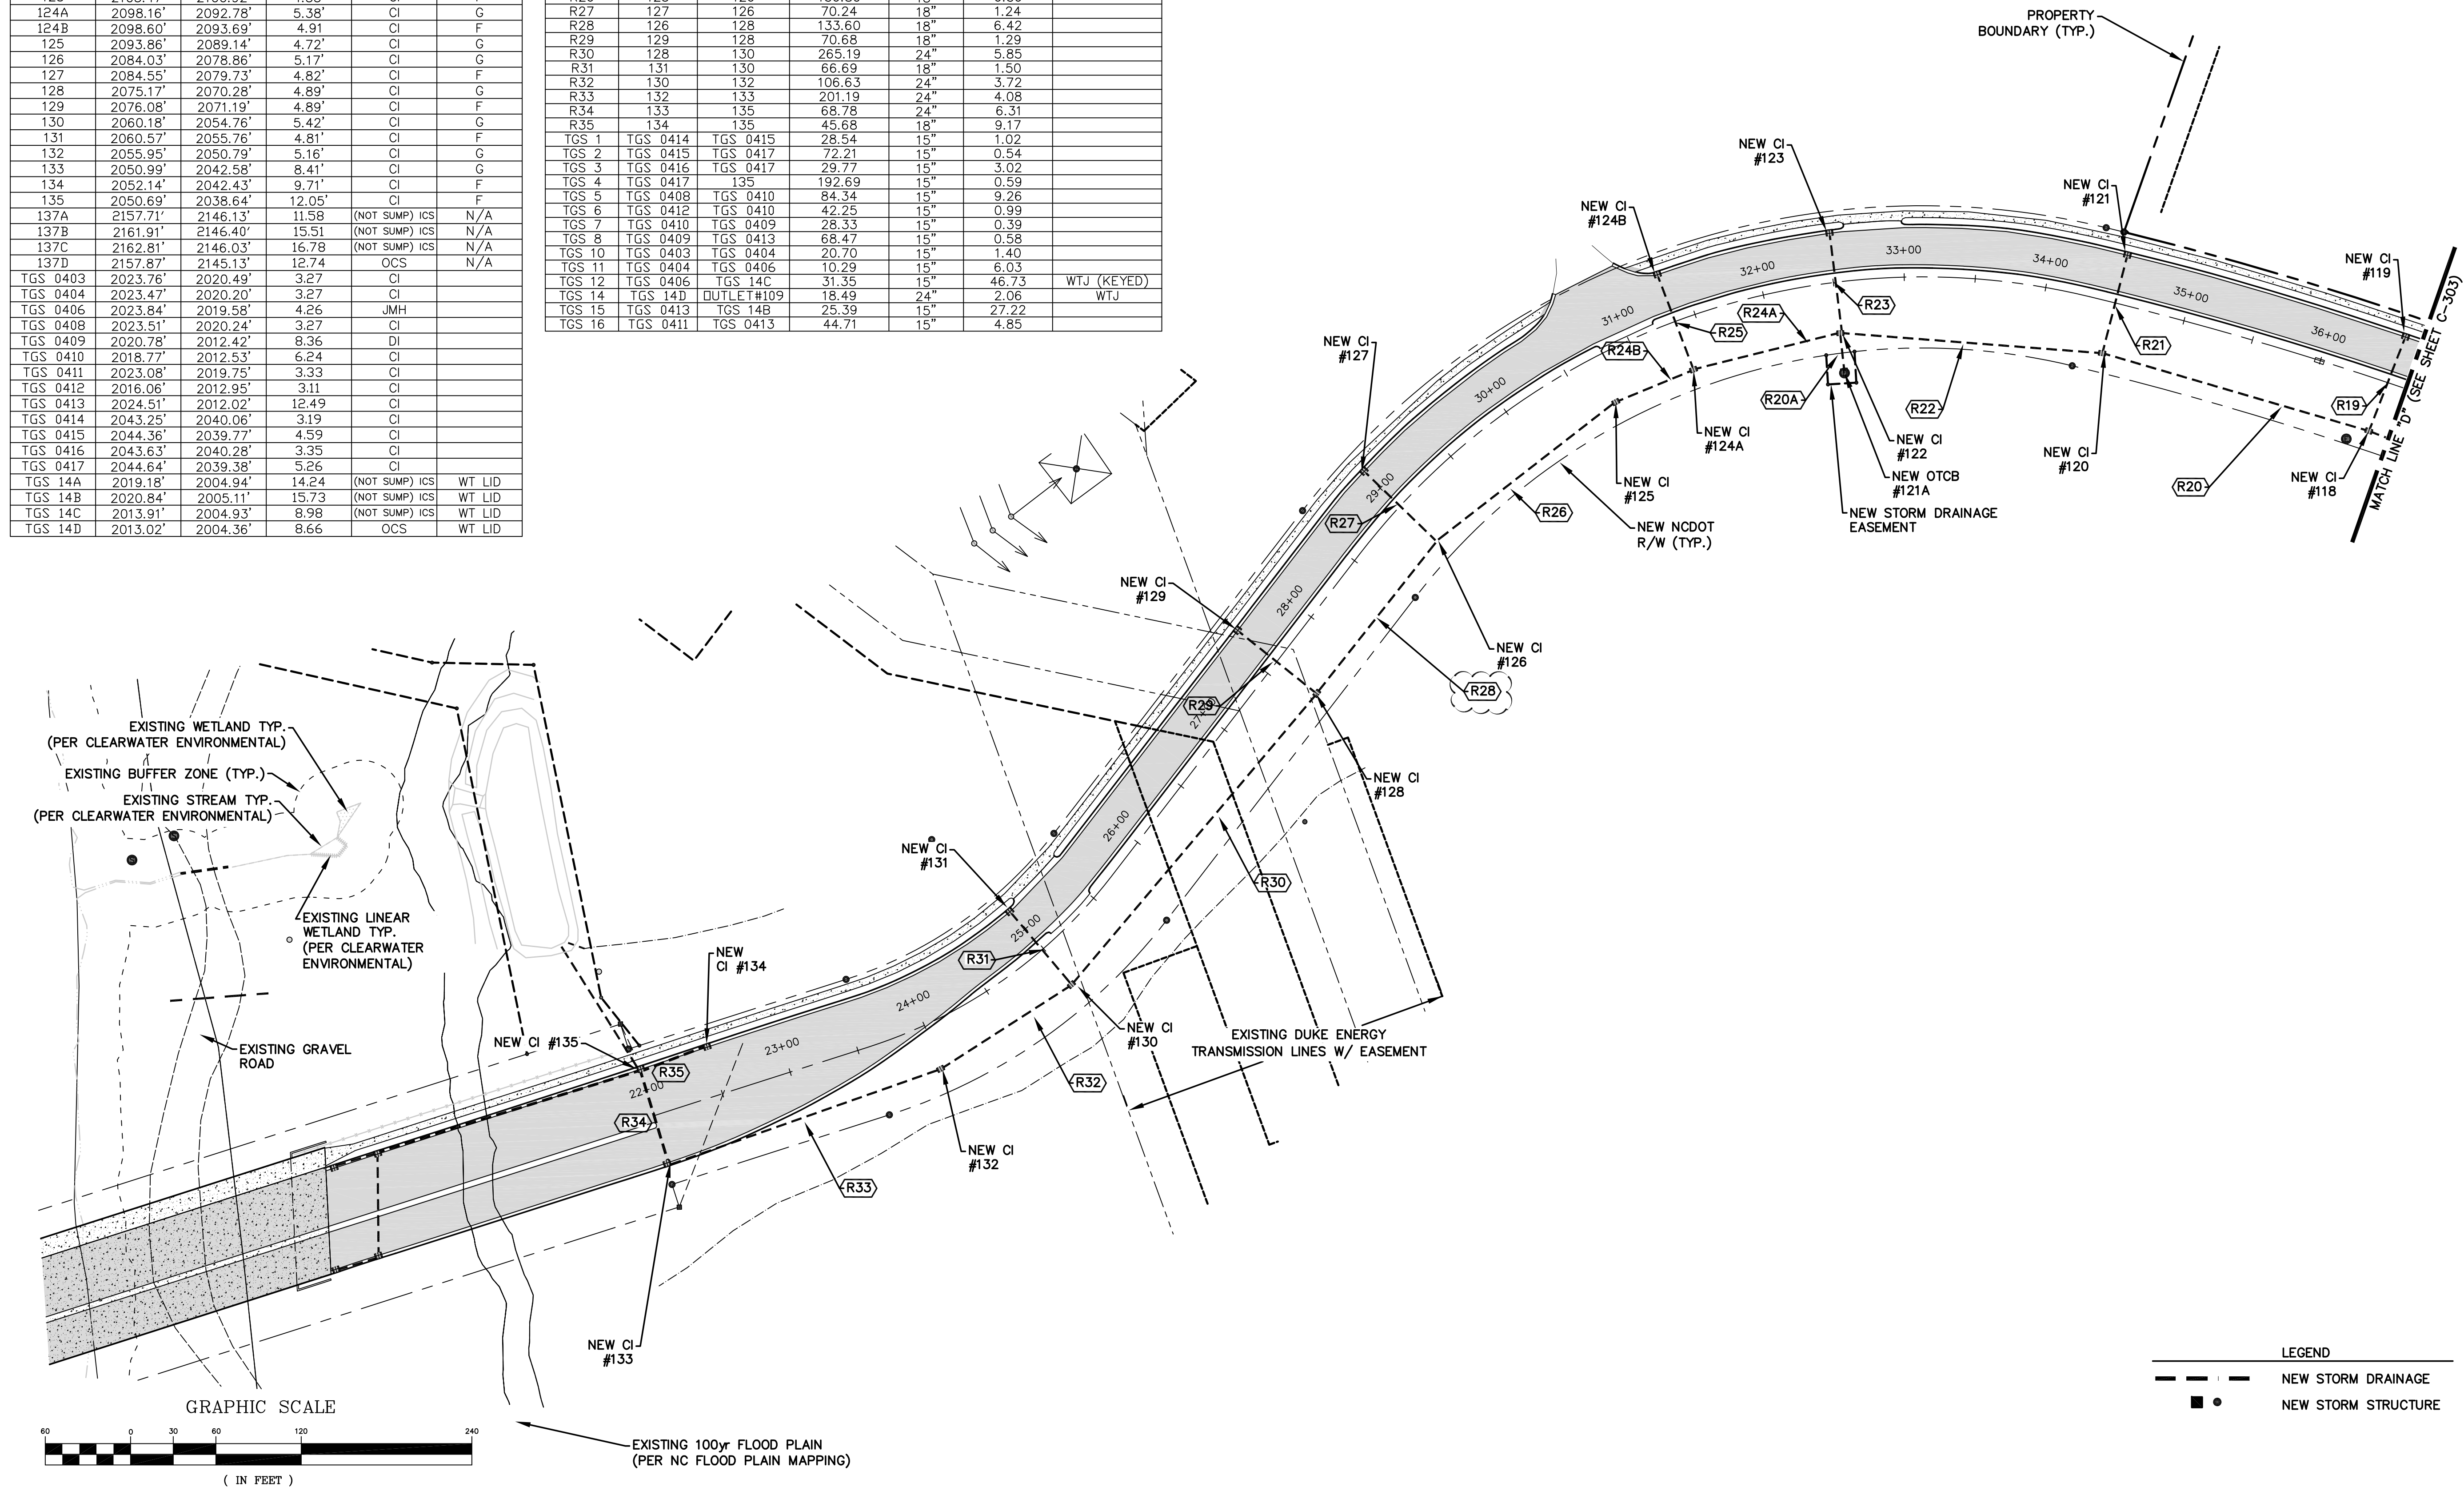 124A 2098.16' 2092.78' 5.38' CI G
124B 2098.60' 2093.69' 4.91 CI F
125 2093.86' 2089.14' 4.72' CI G
126 2084.03' 2078.86' 5.17' CI G
127 2084.55' 2079.73' 4.82' CI F
128 2075.17' 2070.28' 4.89' CI G
129 2076.08' 2071.19' 4.89' CI F
130 2060.18' 2054.76' 5.42' CI G
131 2060.57' 2055.76' 4.81' CI F
132 2055.95' 2050.79' 5.16' CI G
133 2050.99' 2042.58' 8.41' CI G
134 2052.14' 2042.43' 9.71' CI F
135 2050.69' 2038.64' 12.05' CI F
137A 2157.71' 2146.13' 11.58 (NOT SUMP) ICS N/A
137B 2161.91' 2146.40' 15.51 (NOT SUMP) ICS N/A
137C 2162.81' 2146.03' 16.78 (NOT SUMP) ICS N/A
137D 2157.87' 2145.13' 12.74 OCS N/A
TGS 0403 2023.76' 2020.49' 3.27 CI
TGS 0404 2023.47' 2020.20' 3.27 CI
TGS 0406 2023.84' 2019.58' 4.26 JMH
TGS 0408 2023.51' 2020.24' 3.27 CI
TGS 0409 2020.78' 2012.42' 8.36 DI
TGS 0410 2018.77' 2012.53' 6.24 CI
TGS 0411 2023.08' 2019.75' 3.33 CI
TGS 0412 2016.06' 2012.95' 3.11 CI
TGS 0413 2024.51' 2012.02' 12.49 CI
TGS 0414 2043.25' 2040.06' 3.19 CI
TGS 0415 2044.36' 2039.77' 4.59 CI
TGS 0416 2043.63' 2040.28' 3.35 CI
TGS 0417 2044.64' 2039.38' 5.26 CI
TGS 14A 2019.18' 2004.94' 14.24 (NOT SUMP) ICS WT LID
TGS 14B 2020.84' 2005.11' 15.73 (NOT SUMP) ICS WT LID
TGS 14C 2013.91' 2004.93' 8.98 (NOT SUMP) ICS WT LID
TGS 14D 2013.02' 2004.36' 8.66 OCS WT LID
R27 127 126 70.24 18" 1.24
R28 126 128 133.60 18" 6.42
R29 129 128 70.68 18" 1.29
R30 128 130 265.19 24" 5.85
R31 131 130 66.69 18" 1.50
R32 130 132 106.63 24" 3.72
R33 132 133 201.19 24" 4.08
R34 133 135 68.78 24" 6.31
R35 134 135 45.68 18" 9.17
TGS 1 TGS 0414 TGS 0415 28.54 15" 1.02
TGS 2 TGS 0415 TGS 0417 72.21 15" 0.54
TGS 3 TGS 0416 TGS 0417 29.77 15" 3.02
TGS 4 TGS 0417 135 192.69 15" 0.59
TGS 5 TGS 0408 TGS 0410 84.34 15" 9.26
TGS 6 TGS 0412 TGS 0410 42.25 15" 0.99
TGS 7 TGS 0410 TGS 0409 28.33 15" 0.39
TGS 8 TGS 0409 TGS 0413 68.47 15" 0.58
TGS 10 TGS 0403 TGS 0404 20.70 15" 1.40
TGS 11 TGS 0404 TGS 0406 10.29 15" 6.03
TGS 12 TGS 0406 TGS 14C 31.35 15" 46.73 WTJ (KEYED)
TGS 14 TGS 14D OUTLET#109 18.49 24" 2.06 WTJ
TGS 15 TGS 0413 TGS 14B 25.39 15" 27.22
TGS 16 TGS 0411 TGS 0413 44.71 15" 4.85
PROPERTY
BOUNDARY (TYP.)
NEW CI
#123
NEW CI
#121
NEW CI
#124B
NEW CI
#119
NEW CI
#127
31+00
32+00
33+00
34+00
35+00
36+00
30+00
29+00
28+00
27+00
26+00
25+00
24+00
23+00
22+00
R23
R24A
R25
R24B
R21
R20A
R22
R19
R20
NEW CI
#124A
NEW CI
#122
NEW OTCB
#121A
NEW STORM DRAINAGE
EASEMENT
NEW CI
#120
NEW CI
#118
MATCH LINE "D" (SEE SHEET C-303)
NEW CI
#125
R26
R27
NEW NCDOT
R/W (TYP.)
NEW CI
#129
NEW CI
#126
R28
R29
NEW CI
#128
EXISTING WETLAND TYP.
(PER CLEARWATER ENVIRONMENTAL)
EXISTING BUFFER ZONE (TYP.)
EXISTING STREAM TYP.
(PER CLEARWATER ENVIRONMENTAL)
EXISTING LINEAR
WETLAND TYP.
(PER CLEARWATER
ENVIRONMENTAL)
EXISTING GRAVEL
ROAD
NEW CI
#131
R30
R31
NEW
CI #134
NEW CI #135
R35
R34
NEW CI
#130
EXISTING DUKE ENERGY
TRANSMISSION LINES W/ EASEMENT
R32
NEW CI
#132
R33
NEW CI
#133
EXISTING 100yr FLOOD PLAIN
(PER NC FLOOD PLAIN MAPPING)
GRAPHIC SCALE
60 0 30 60 120 240
( IN FEET )
LEGEND
NEW STORM DRAINAGE
NEW STORM STRUCTURE